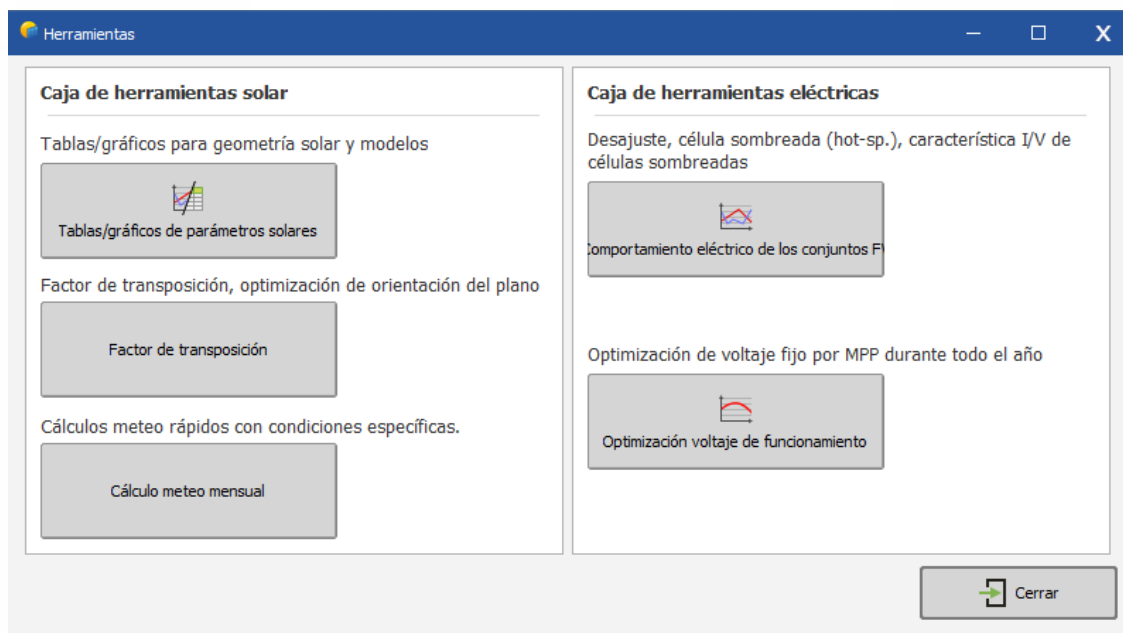 Herramientas
Caja de herramientas solar
Tablas/gráficos para geometría solar y modelos
Tablas/gráficos de parámetros solares
Factor de transposición, optimización de orientación del plano
Factor de transposición
Cálculos meteo rápidos con condiciones específicas.
Cálculo meteo mensual
Caja de herramientas eléctricas
Desajuste, célula sombreada (hot-sp.), característica I/V de
células sombreadas
Comportamiento eléctrico de los conjuntos FV
Optimización de voltaje fijo por MPP durante todo el año
Optimización voltaje de funcionamiento
Cerrar